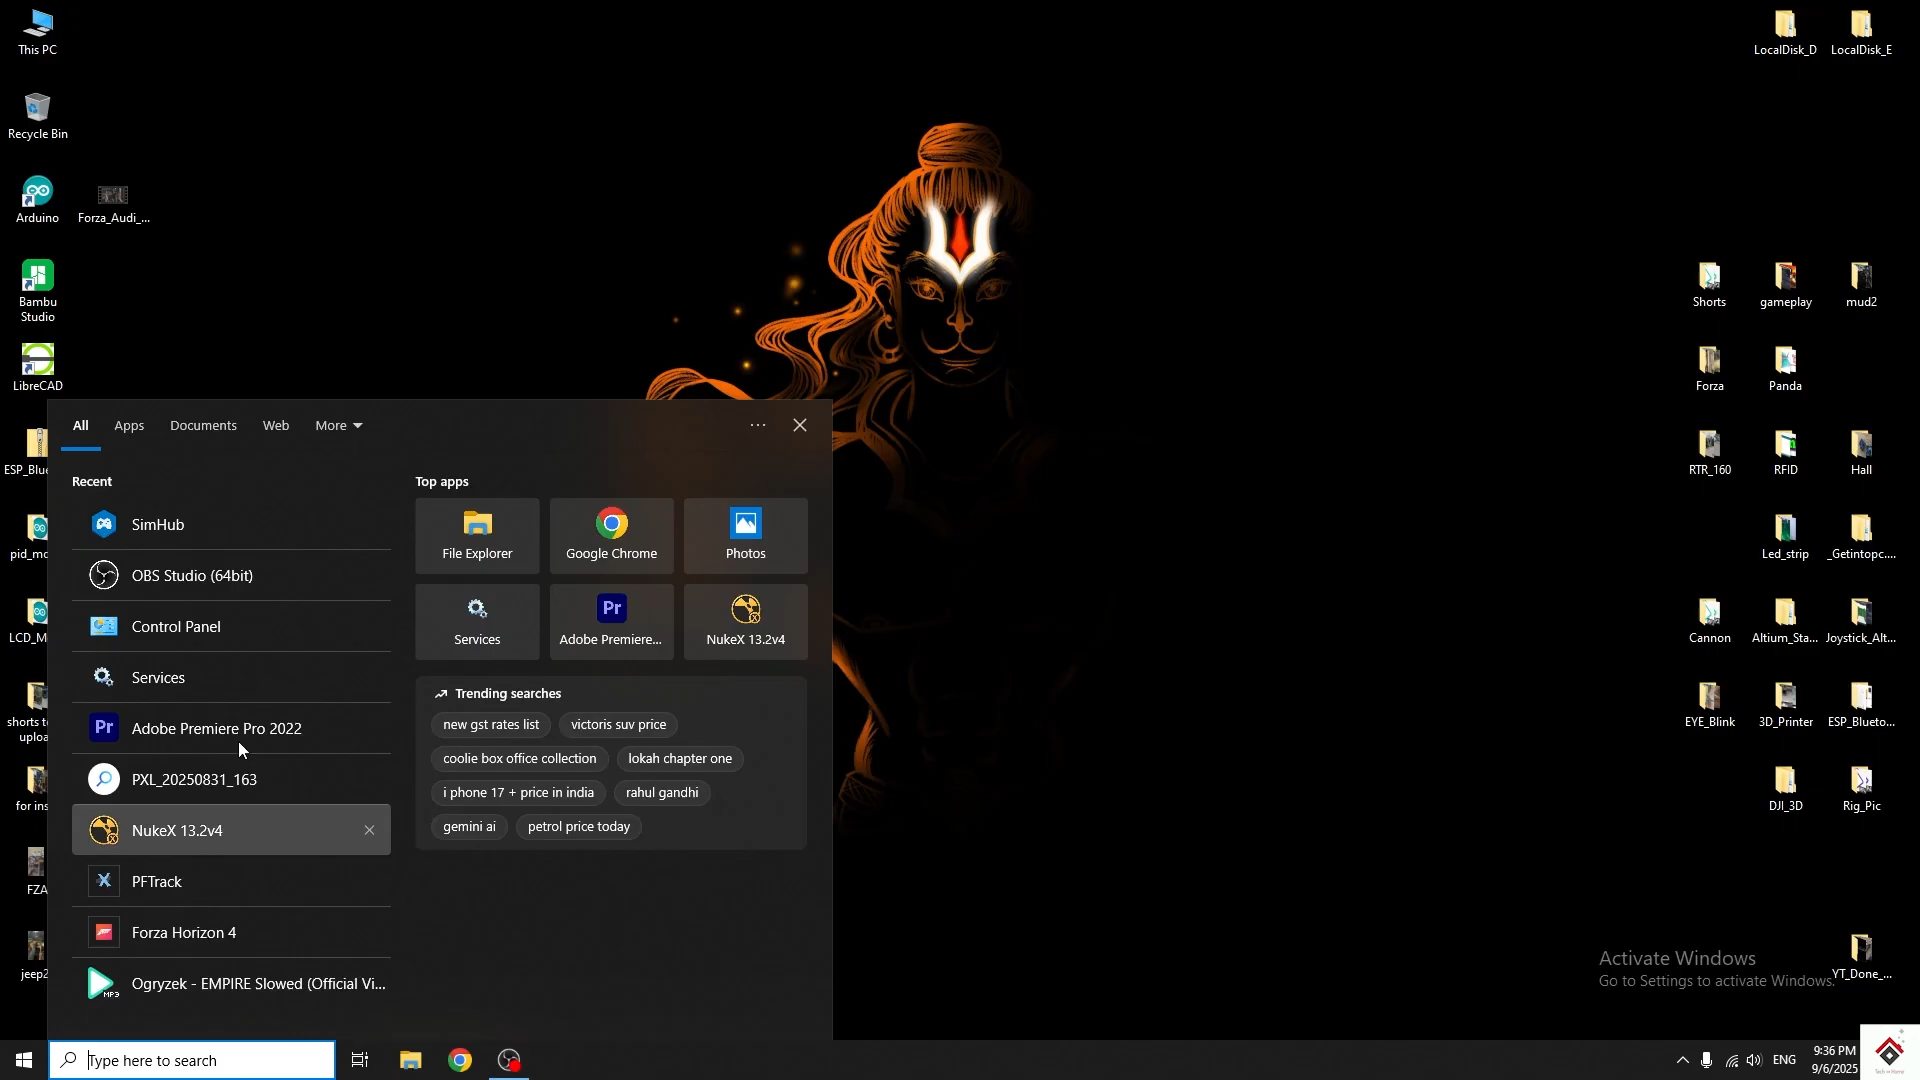 This PC
Recycle Bin
Arduino
Forza_Audi_...
Bambu
Studio
LibreCAD
ESP_Blue
pid_mo
LCD_M
shorts to
uploa
for ins
FZA
jeep2
LocalDisk_D
LocalDisk_E
Shorts
gameplay
mud2
Forza
Panda
RTR_160
RFID
Hall
Led_strip
_Getintopc....
Cannon
Altium_Sta...
Joystick_Alt...
EYE_Blink
3D_Printer
ESP_Blueto...
DJI_3D
Rig_Pic
YT_Done_...
All
Apps
Documents
Web
More
Recent
SimHub
OBS Studio (64bit)
Control Panel
Services
Pr
Adobe Premiere Pro 2022
PXL_20250831_163
NukeX 13.2v4
PFTrack
Forza Horizon 4
MP3
Ogryzek - EMPIRE Slowed (Official Vi...
Top apps
File Explorer
Google Chrome
Photos
Services
Pr
Adobe Premiere...
NukeX 13.2v4
Trending searches
new gst rates list
victoris suv price
coolie box office collection
lokah chapter one
i phone 17 + price in india
rahul gandhi
gemini ai
petrol price today
Activate Windows
Go to Settings to activate Windows.
Type here to search
ENG
9:36 PM
9/6/2025